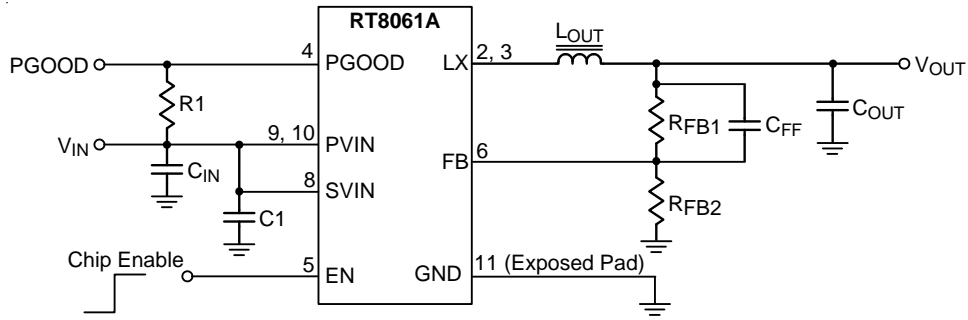 RT8061A
PGOOD
4
PGOOD
LX
2, 3
LOUT
VOUT
R1
RFB1
CFF
COUT
VIN
9, 10
PVIN
FB
6
CIN
8
SVIN
C1
RFB2
Chip Enable
5
EN
GND
11 (Exposed Pad)